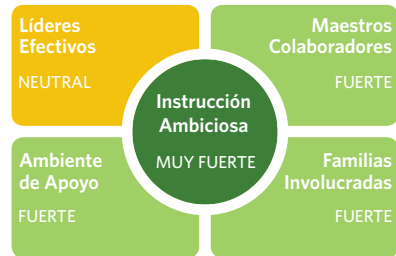 Líderes
Efectivos
NEUTRAL
Maestros
Colaboradores
FUERTE
Instrucción
Ambiciosa
MUY FUERTE
Ambiente
de Apoyo
FUERTE
Familias
Involucradas
FUERTE